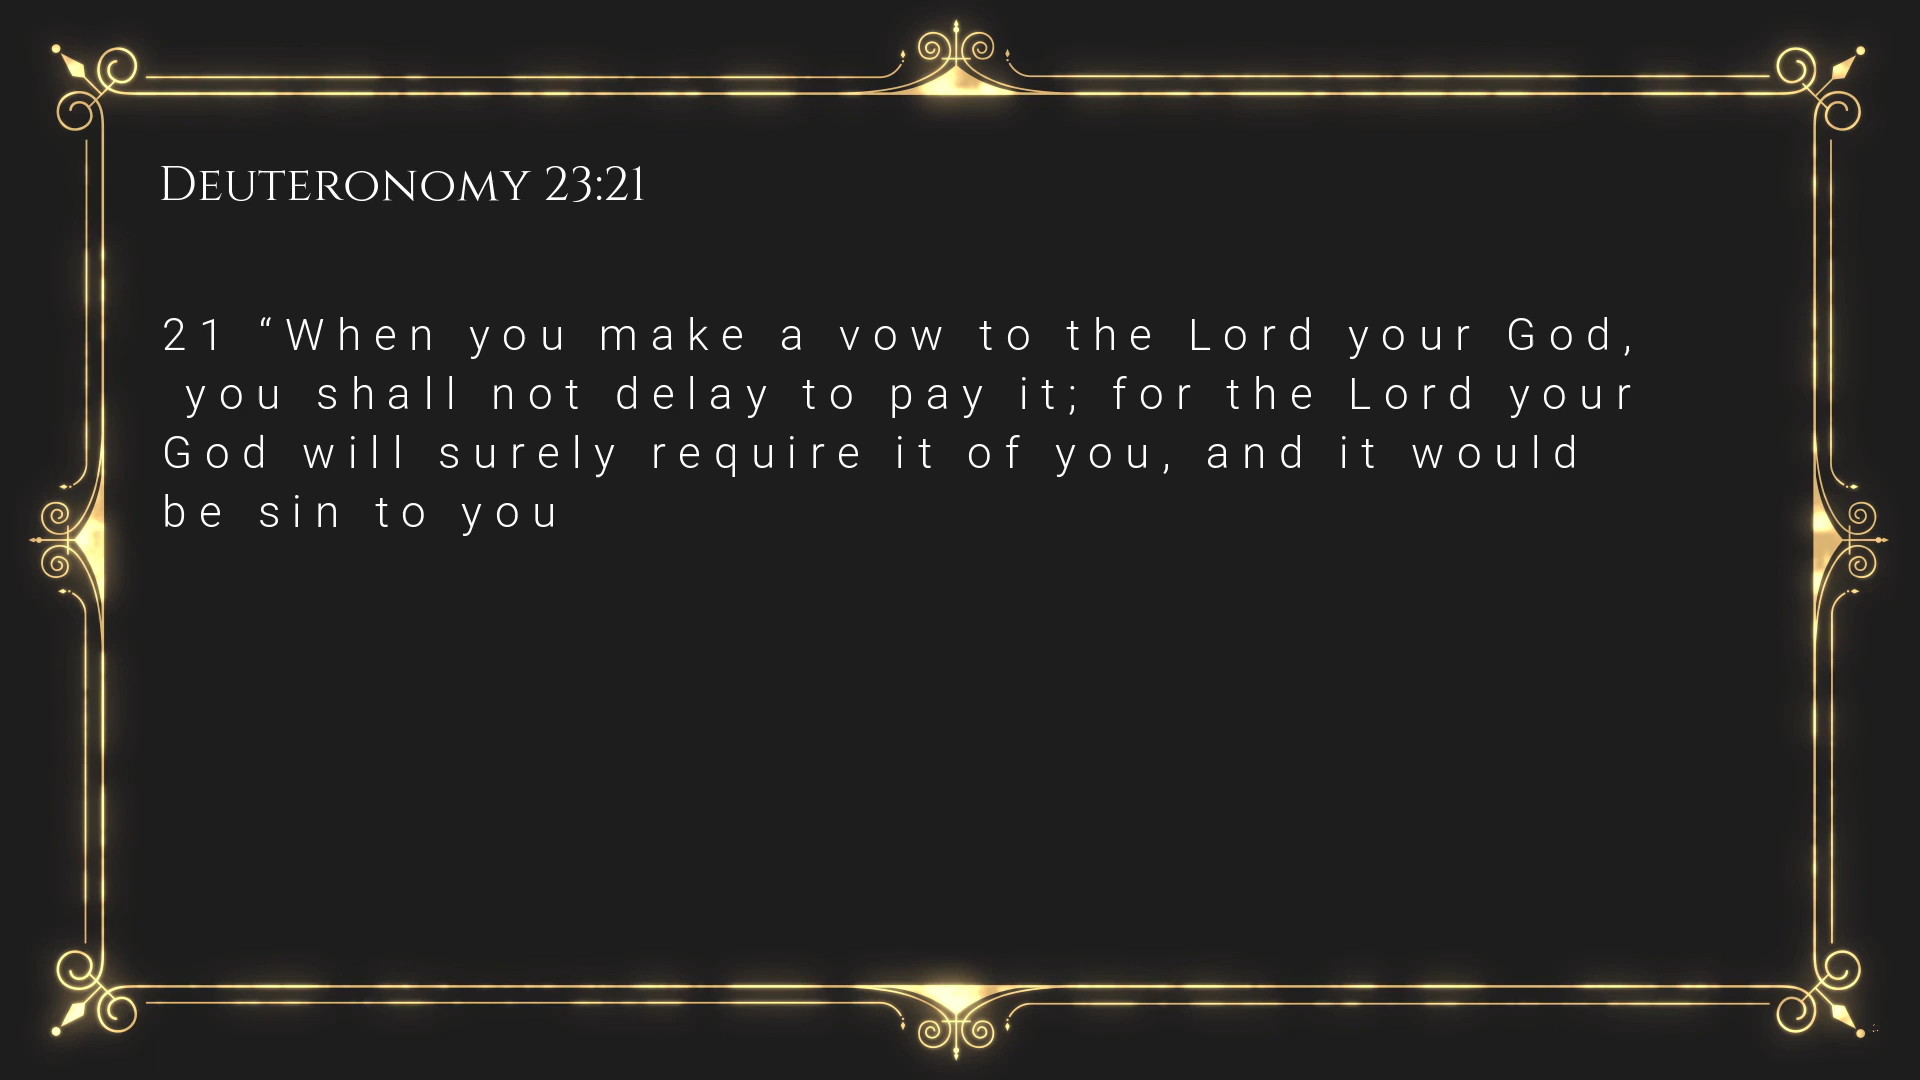 Deuteronomy 23:21
21 “When you make a vow to the Lord your God,
you shall not delay to pay it; for the Lord your
God will surely require it of you, and it would
be sin to you